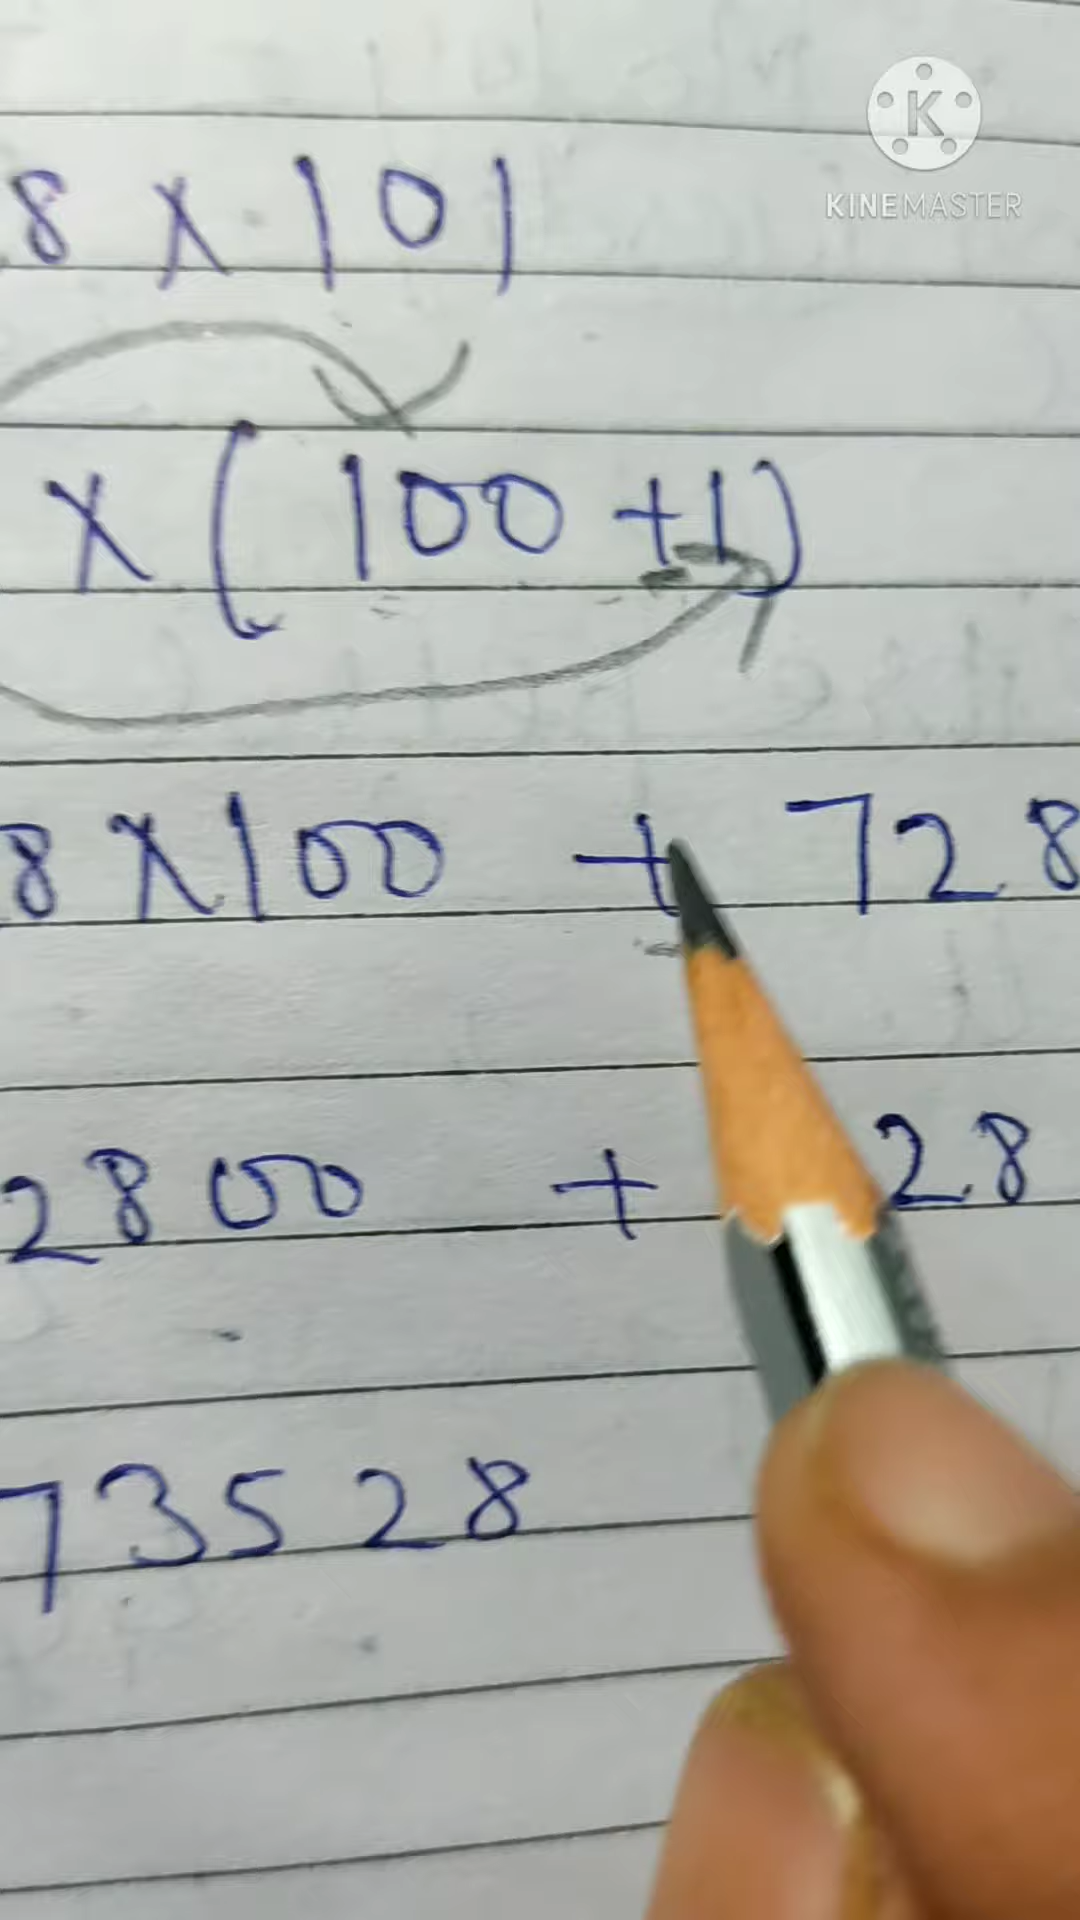 KINEMASTER
8 x 101
x (100 +1)
8 x 100 + 728
2800 + 28
73528